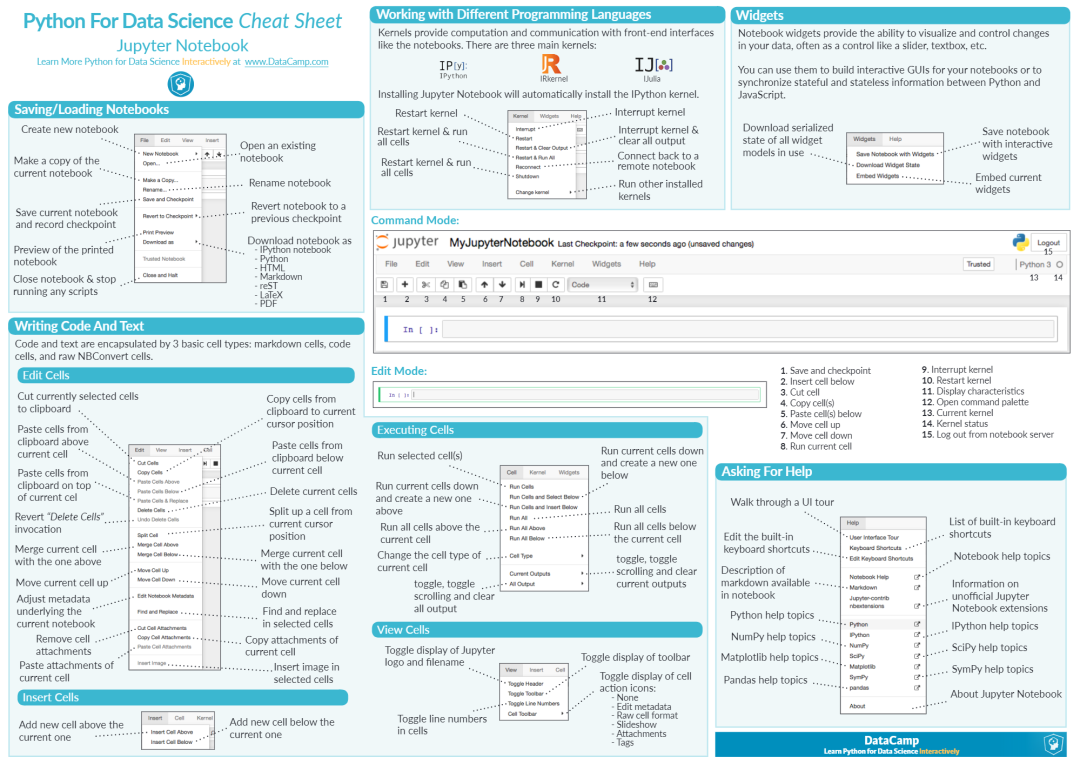 Python For Data Science Cheat Sheet
Jupyter Notebook
Learn More Python for Data Science Interactively at www.DataCamp.com
Saving/Loading Notebooks
Create new notebook
Make a copy of the
current notebook
Save current notebook
and record checkpoint
Preview of the printed
notebook
Close notebook & stop
running any scripts
File Edit View Insert
New Notebook
Open...
Make a Copy...
Rename...
Save and Checkpoint
Revert to Checkpoint
Print Preview
Download as
Trusted Notebook
Close and Halt
Open an existing
notebook
Rename notebook
Revert notebook to a
previous checkpoint
Download notebook as
- IPython notebook
- Python
- HTML
- Markdown
- reST
- LaTeX
- PDF
Writing Code And Text
Code and text are encapsulated by 3 basic cell types: markdown cells, code
cells, and raw NBConvert cells.
Edit Cells
Cut currently selected cells
to clipboard
Paste cells from
clipboard above
current cell
Paste cells from
clipboard on top
of current cel
Revert "Delete Cells"
invocation
Merge current cell
with the one above
Move current cell up
Adjust metadata
underlying the
current notebook
Remove cell
attachments
Paste attachments of
current cell
Edit View Insert Cell
Cut Cells
Copy Cells
Paste Cells Above
Paste Cells Below
Paste Cells & Replace
Delete Cells
Undo Delete Cells
Split Cell
Merge Cell Above
Merge Cell Below
Move Cell Up
Move Cell Down
Edit Notebook Metadata
Find and Replace
Cut Cell Attachments
Copy Cell Attachments
Paste Cell Attachments
Insert Image
Copy cells from
clipboard to current
cursor position
Paste cells from
clipboard below
current cell
Delete current cells
Split up a cell from
current cursor
position
Merge current cell
with the one below
Move current cell
down
Find and replace
in selected cells
Copy attachments of
current cell
Insert image in
selected cells
Insert Cells
Add new cell above the
current one
Insert Cell Kernel
Insert Cell Above
Insert Cell Below
Add new cell below the
current one
Working with Different Programming Languages
Kernels provide computation and communication with front-end interfaces
like the notebooks. There are three main kernels:
IP[y]:
IPython
R
IRkernel
IJ[]
IJulia
Installing Jupyter Notebook will automatically install the IPython kernel.
Restart kernel
Restart kernel & run
all cells
Restart kernel & run
all cells
Kernel Widgets Help
Interrupt
Restart
Restart & Clear Output
Restart & Run All
Reconnect
Shutdown
Change kernel
Interrupt kernel
Interrupt kernel &
clear all output
Connect back to a
remote notebook
Run other installed
kernels
Widgets
Notebook widgets provide the ability to visualize and control changes
in your data, often as a control like a slider, textbox, etc.
You can use them to build interactive GUIs for your notebooks or to
synchronize stateful and stateless information between Python and
JavaScript.
Download serialized
state of all widget
models in use
Widgets Help
Save Notebook with Widgets
Download Widget State
Embed Widgets
Save notebook
with interactive
widgets
Embed current
widgets
Command Mode:
jupyter MyJupyterNotebook Last Checkpoint: a few seconds ago (unsaved changes)
Logout
15
File Edit View Insert Cell Kernel Widgets Help
Trusted
Python 3
13 14
Code
1 2 3 4 5 6 7 8 9 10 11 12
In [ ]:
Edit Mode:
In [ ]:
1. Save and checkpoint
2. Insert cell below
3. Cut cell
4. Copy cell(s)
5. Paste cell(s) below
6. Move cell up
7. Move cell down
8. Run current cell
9. Interrupt kernel
10. Restart kernel
11. Display characteristics
12. Open command palette
13. Current kernel
14. Kernel status
15. Log out from notebook server
Executing Cells
Run selected cell(s)
Run current cells down
and create a new one
above
Run all cells above the
current cell
Change the cell type of
current cell
toggle, toggle
scrolling and clear
all output
Cell Kernel Widgets
Run Cells
Run Cells and Select Below
Run Cells and Insert Below
Run All
Run All Above
Run All Below
Cell Type
Current Outputs
All Output
Run current cells down
and create a new one
below
Run all cells
Run all cells below
the current cell
toggle, toggle
scrolling and clear
current outputs
View Cells
Toggle display of Jupyter
logo and filename
Toggle line numbers
in cells
View Insert Cell
Toggle Header
Toggle Toolbar
Toggle Line Numbers
Cell Toolbar
Toggle display of toolbar
Toggle display of cell
action icons:
- None
- Edit metadata
- Raw cell format
- Slideshow
- Attachments
- Tags
Asking For Help
Walk through a UI tour
Edit the built-in
keyboard shortcuts
Description of
markdown available
in notebook
Python help topics
NumPy help topics
Matplotlib help topics
Pandas help topics
Help
User Interface Tour
Keyboard Shortcuts
Edit Keyboard Shortcuts
Notebook Help
Markdown
Jupyter-contrib
nbextensions
Python
IPython
NumPy
SciPy
Matplotlib
SymPy
pandas
About
List of built-in keyboard
shortcuts
Notebook help topics
Information on
unofficial Jupyter
Notebook extensions
IPython help topics
SciPy help topics
SymPy help topics
About Jupyter Notebook
DataCamp
Learn Python for Data Science Interactively